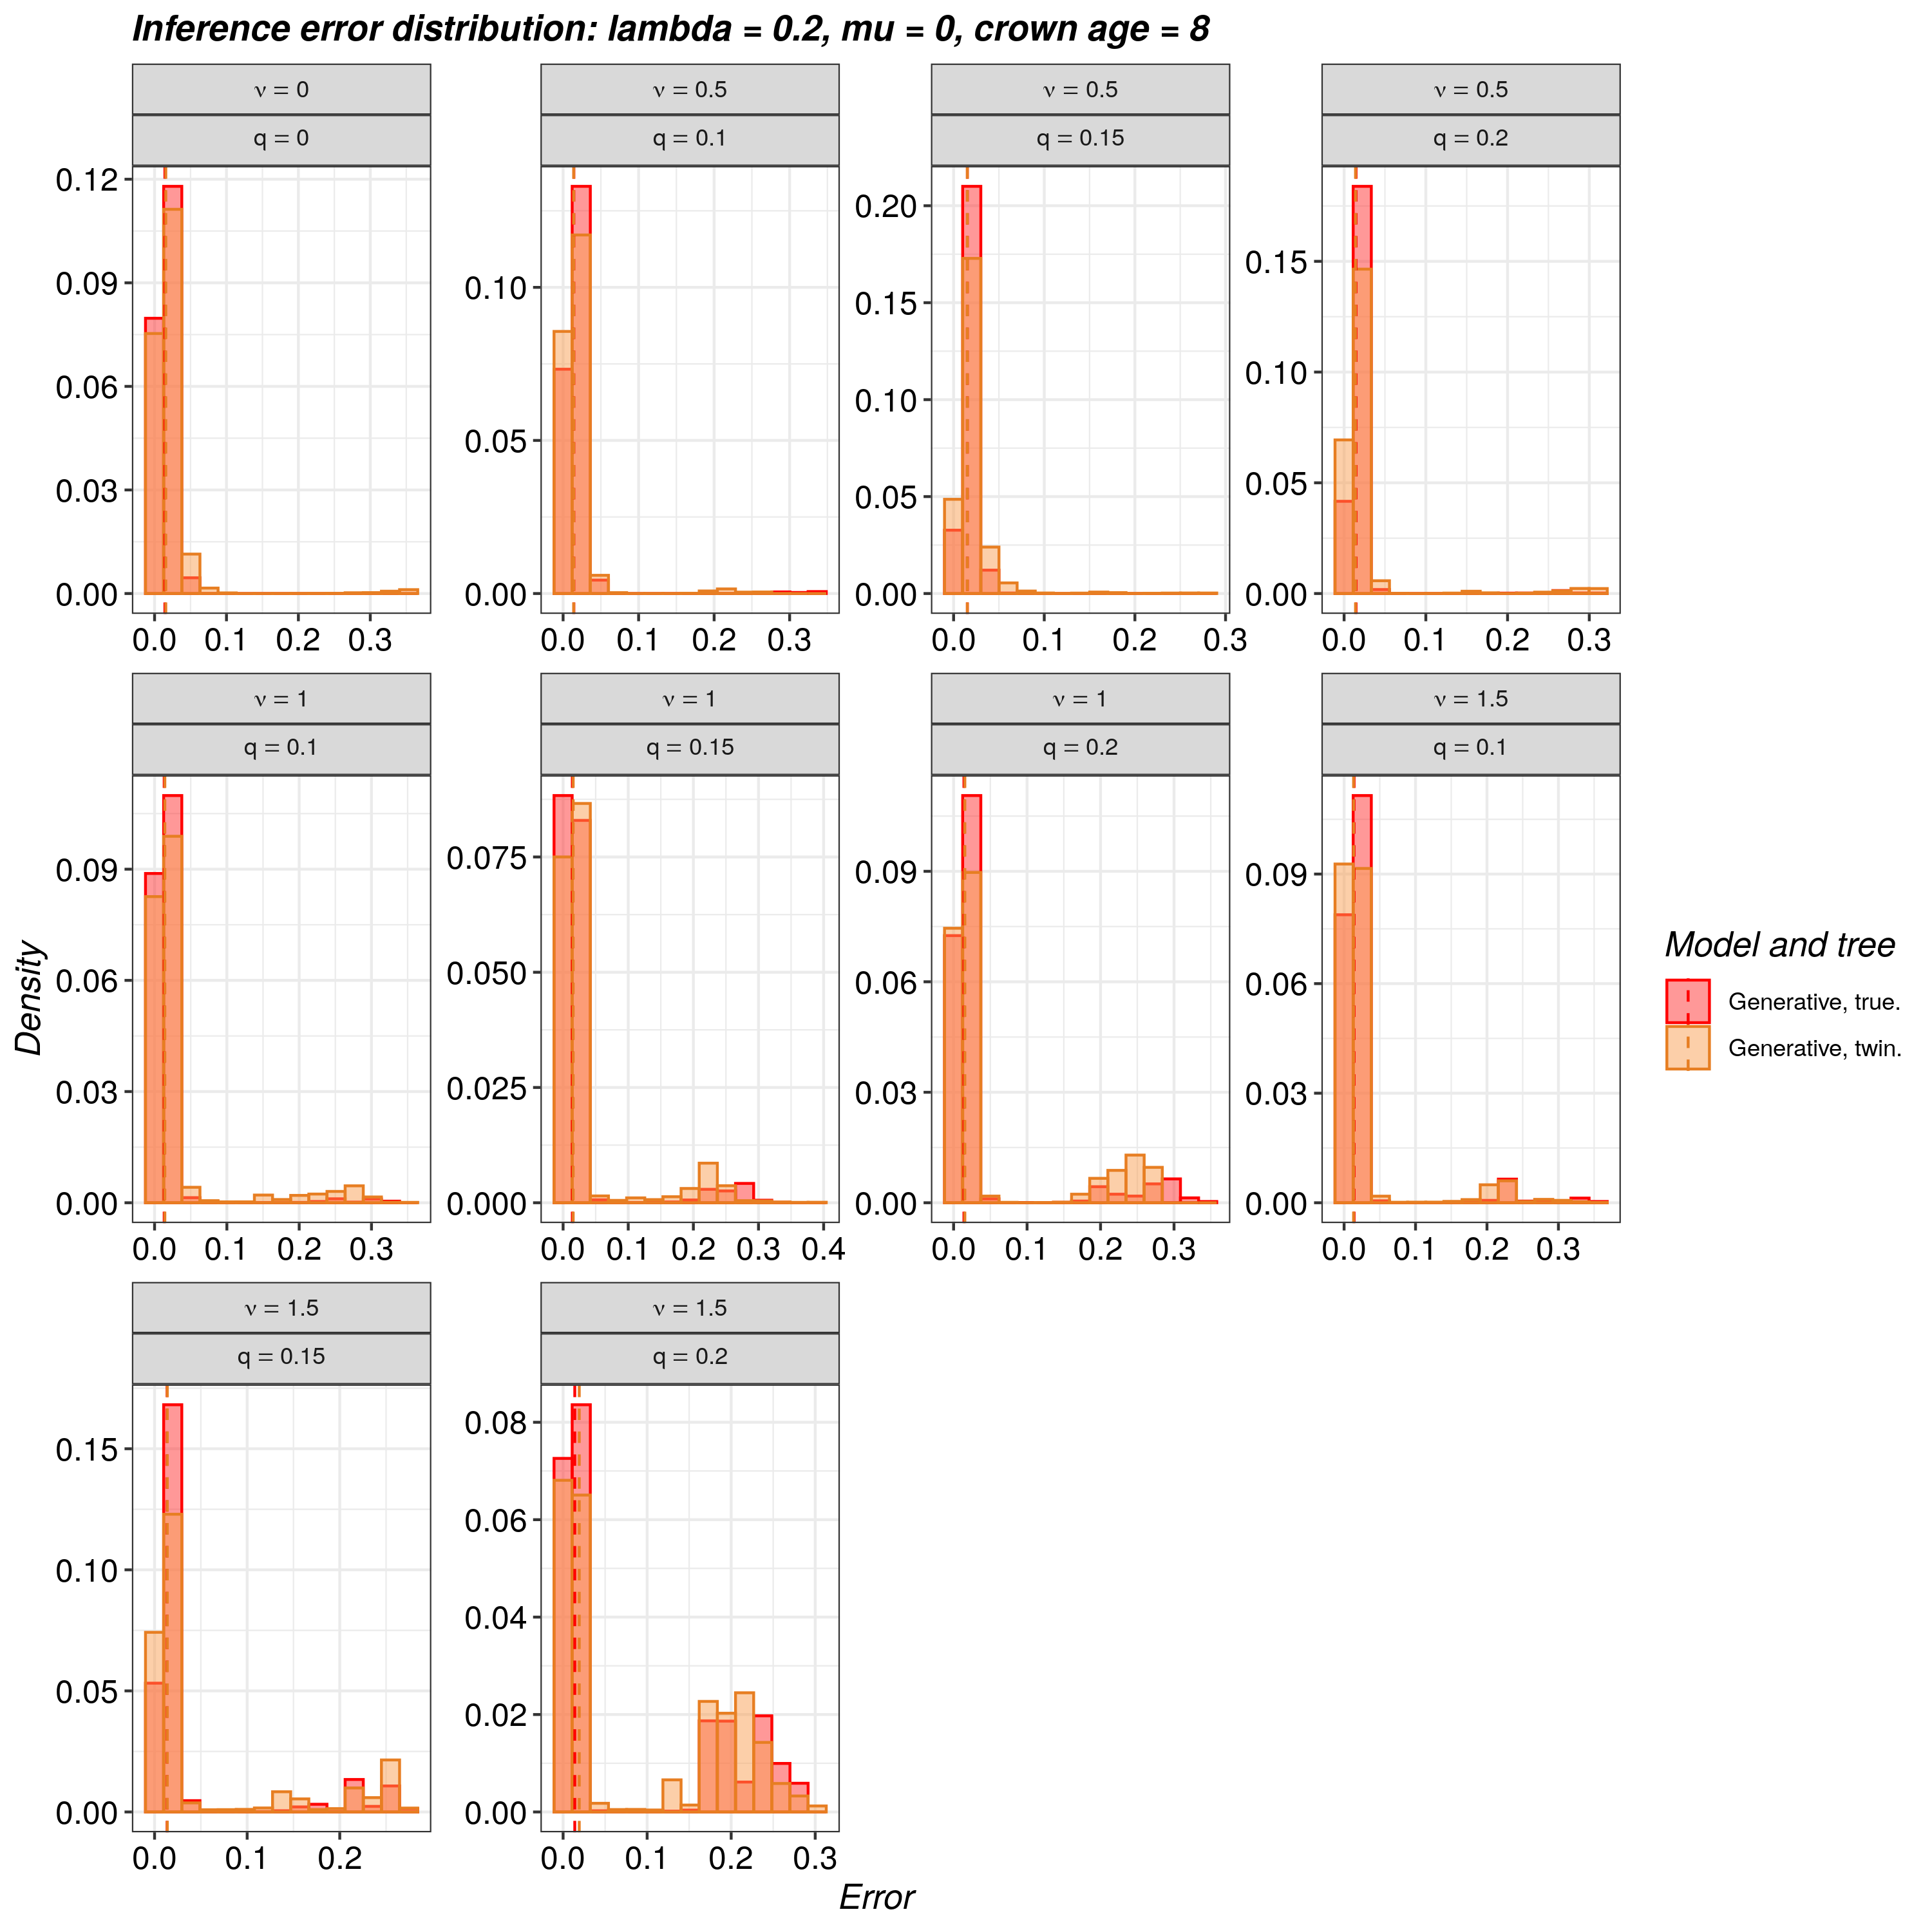 Inference error distribution: lambda = 0.2, mu = 0, crown age = 8
ν = 0
ν = 0.5
ν = 0.5
ν = 0.5
q = 0
q = 0.1
q = 0.15
q = 0.2
0.12
0.09
0.06
0.03
0.00
0.0 0.1 0.2 0.3
0.10
0.05
0.00
0.0 0.1 0.2 0.3
0.20
0.15
0.10
0.05
0.00
0.0 0.1 0.2 0.3
0.15
0.10
0.05
0.00
0.0 0.1 0.2 0.3
ν = 1
ν = 1
ν = 1
ν = 1.5
q = 0.1
q = 0.15
q = 0.2
q = 0.1
0.09
0.06
0.03
0.00
0.0 0.1 0.2 0.3
0.075
0.050
0.025
0.000
0.0 0.1 0.2 0.3 0.4
0.09
0.06
0.03
0.00
0.0 0.1 0.2 0.3
0.09
0.06
0.03
0.00
0.0 0.1 0.2 0.3
ν = 1.5
ν = 1.5
q = 0.15
q = 0.2
0.15
0.10
0.05
0.00
0.0 0.1 0.2
0.08
0.06
0.04
0.02
0.00
0.0 0.1 0.2 0.3
Density
Error
Model and tree
Generative, true.
Generative, twin.